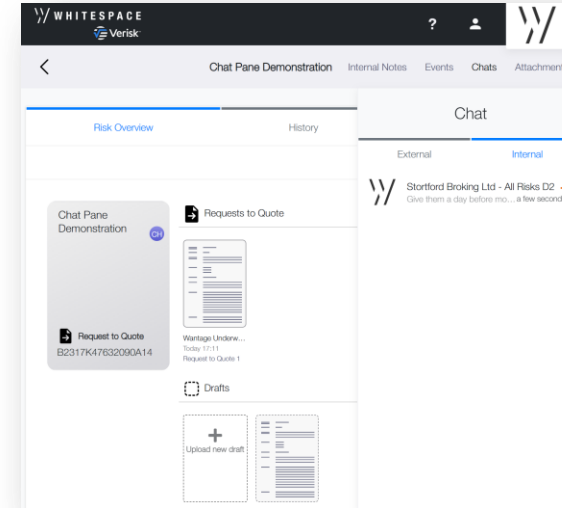 WHITESPACE
Verisk
?
Chat Pane Demonstration Internal Notes Events Chats Attachment
Risk Overview History
Chat
External Internal
Stortford Broking Ltd - All Risks D2
Give them a day before mo... a few second
Chat Pane
Demonstration
CH
Request to Quote
B2317K47632090A14
Requests to Quote
Wantage Underw...
Today 17:11
Request to Quote 1
Drafts
Upload new draft